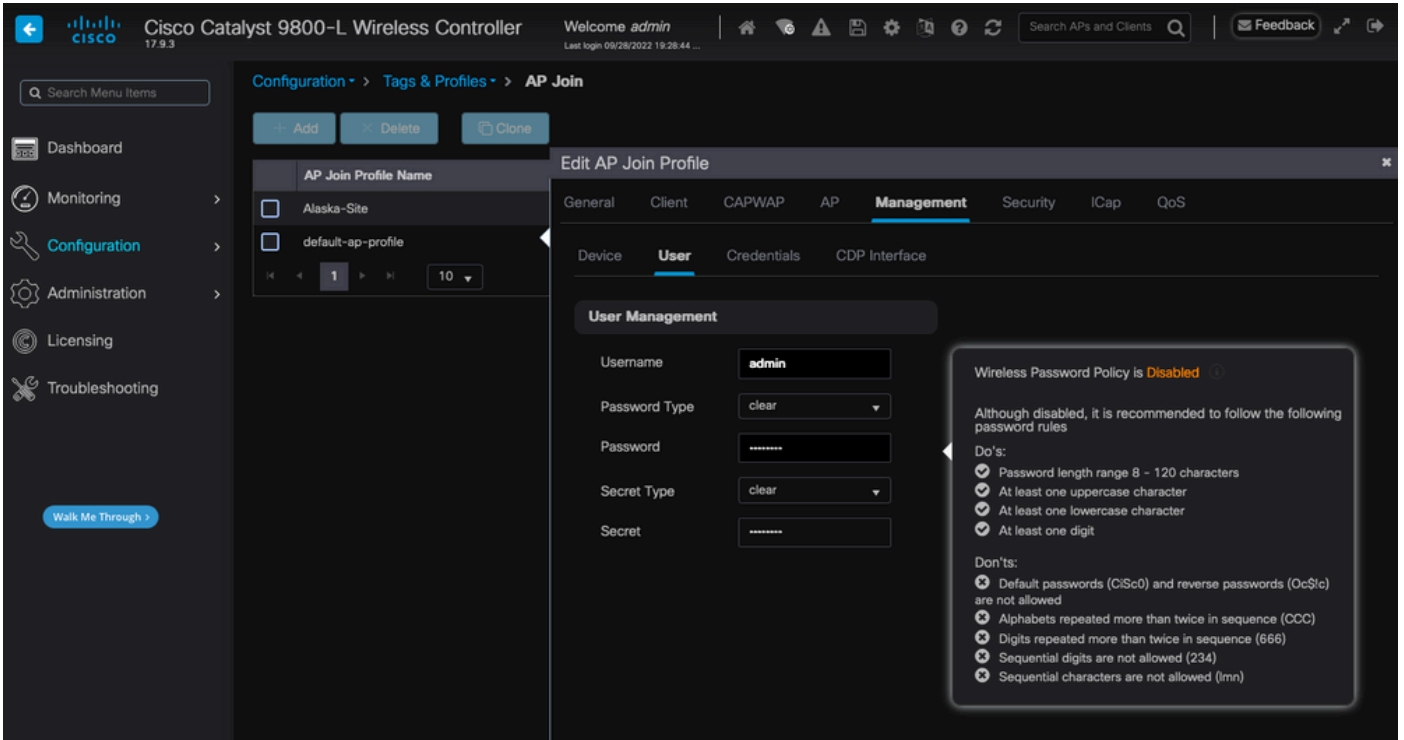 CISCO
Cisco Catalyst 9800-L Wireless Controller
17.9.3
Welcome admin
Last login 09/28/2022 19:28:44 ...
Search APs and Clients
Feedback
Search Menu Items
Dashboard
Monitoring
Configuration
Administration
Licensing
Troubleshooting
Walk Me Through >
Configuration > Tags & Profiles > AP Join
+ Add
× Delete
Clone
AP Join Profile Name
Alaska-Site
default-ap-profile
1
10
Edit AP Join Profile
General Client CAPWAP AP Management Security ICap QoS
Device User Credentials CDP Interface
User Management
Username admin
Password Type clear
Password ········
Secret Type clear
Secret ········
Wireless Password Policy is Disabled
Although disabled, it is recommended to follow the following
password rules
Do's:
Password length range 8 - 120 characters
At least one uppercase character
At least one lowercase character
At least one digit
Don'ts:
Default passwords (CiSc0) and reverse passwords (Oc$!c)
are not allowed
Alphabets repeated more than twice in sequence (CCC)
Digits repeated more than twice in sequence (666)
Sequential digits are not allowed (234)
Sequential characters are not allowed (lmn)